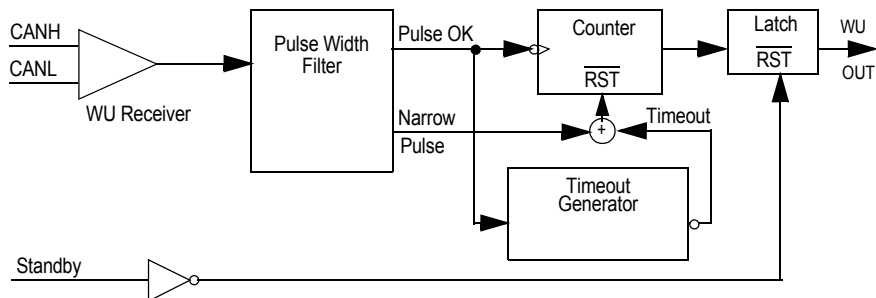 CANH
CANL
WU Receiver
Pulse Width
Filter
Pulse OK
Narrow
Pulse
Counter
RST
+
Timeout
Timeout
Generator
Latch
RST
WU
OUT
Standby